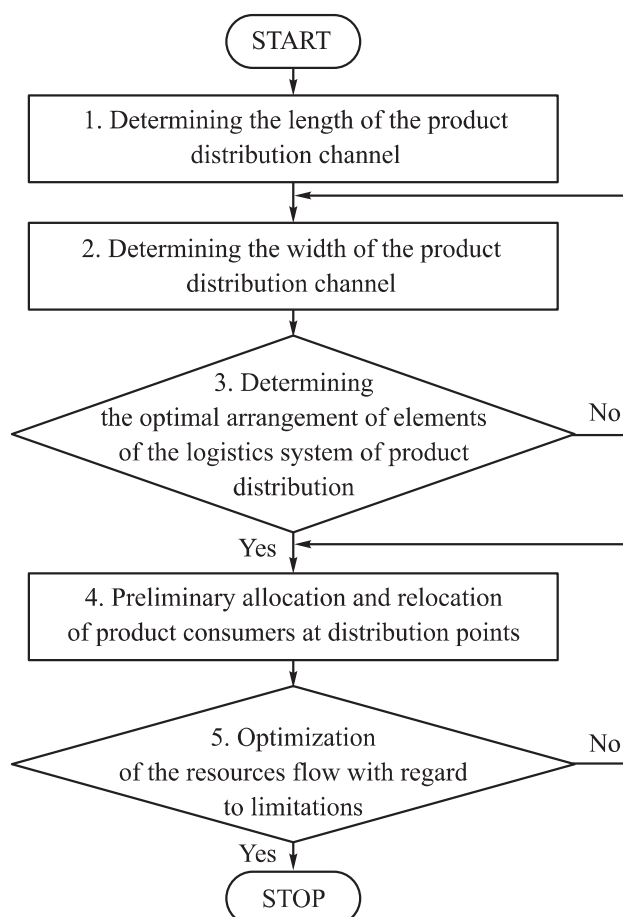 START
1. Determining the length of the product
distribution channel
2. Determining the width of the product
distribution channel
3. Determining
the optimal arrangement of elements
of the logistics system of product
distribution
No
Yes
4. Preliminary allocation and relocation
of product consumers at distribution points
5. Optimization
of the resources flow with regard
to limitations
No
Yes
STOP